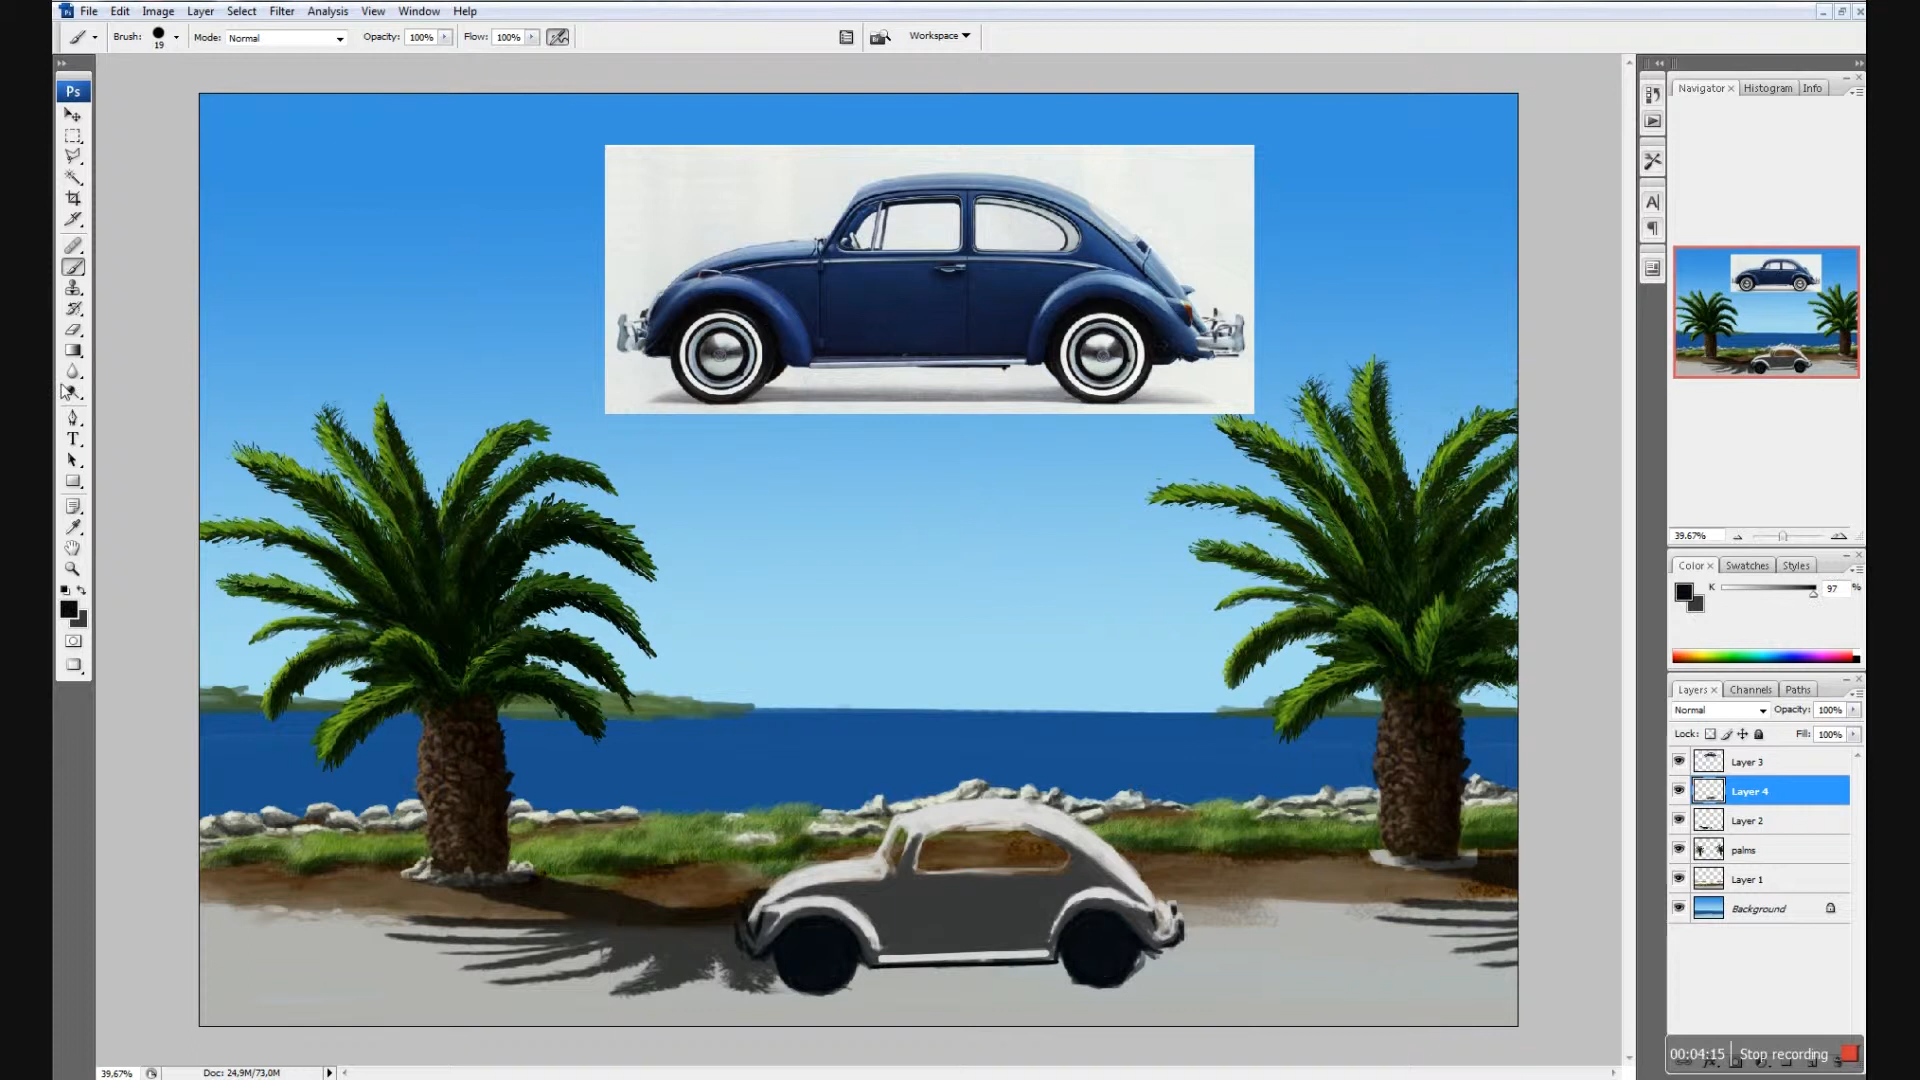 File Edit Image Layer Select Filter Analysis View Window Help
Brush: 19 Mode: Normal Opacity: 100% Flow: 100% Workspace
Ps
Navigator Histogram Info
39.67%
Color Swatches Styles
K 97 %
Layers Channels Paths
Normal Opacity: 100%
Lock: Fill: 100%
Layer 3
Layer 4
Layer 2
palms
Layer 1
Background
00:04:15 Stop recording
39,67% Doc: 24,9M/73,0M